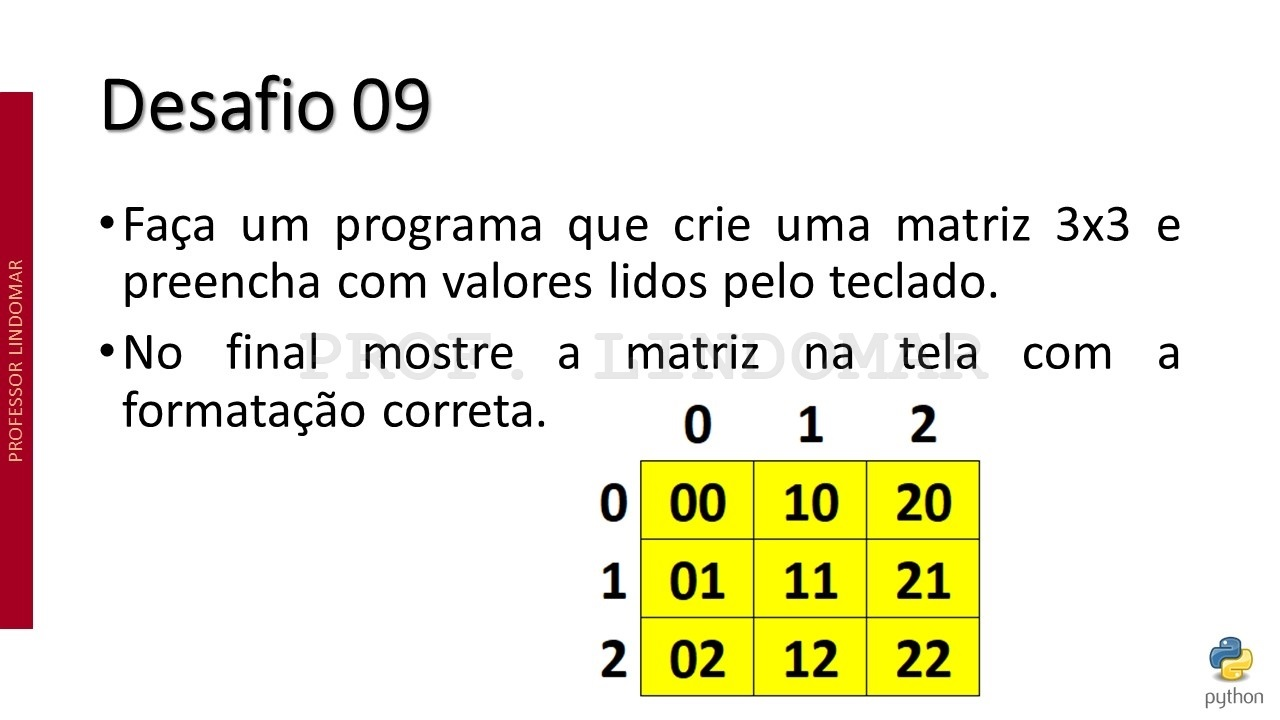 Desafio 09
PROFESSOR LINDOMAR
•Faça um programa que crie uma matriz 3x3 e
preencha com valores lidos pelo teclado.
•No final mostre a matriz na tela com a
formatação correta.
PROF. LINDOMAR
0 1 2
0 00 10 20
1 01 11 21
2 02 12 22
python